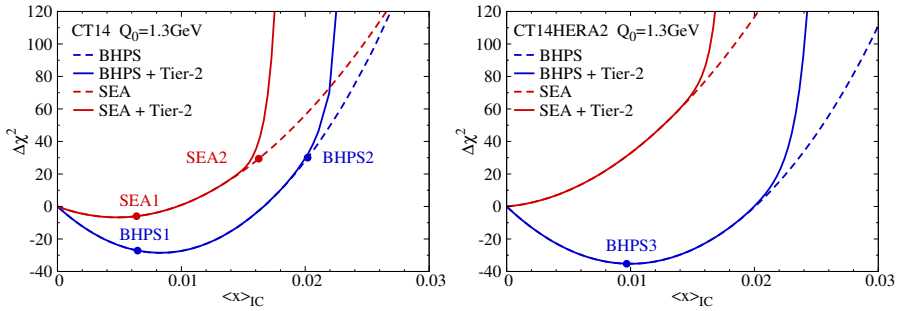 120
100
80
60
40
20
0
-20
-40
Δχ²
CT14 Q₀=1.3GeV
BHPS
BHPS + Tier-2
SEA
SEA + Tier-2
SEA2
BHPS2
SEA1
BHPS1
0
0.01
0.02
0.03
<x>IC
120
100
80
60
40
20
0
-20
-40
Δχ²
CT14HERA2 Q₀=1.3GeV
BHPS
BHPS + Tier-2
SEA
SEA + Tier-2
BHPS3
0
0.01
0.02
0.03
<x>IC